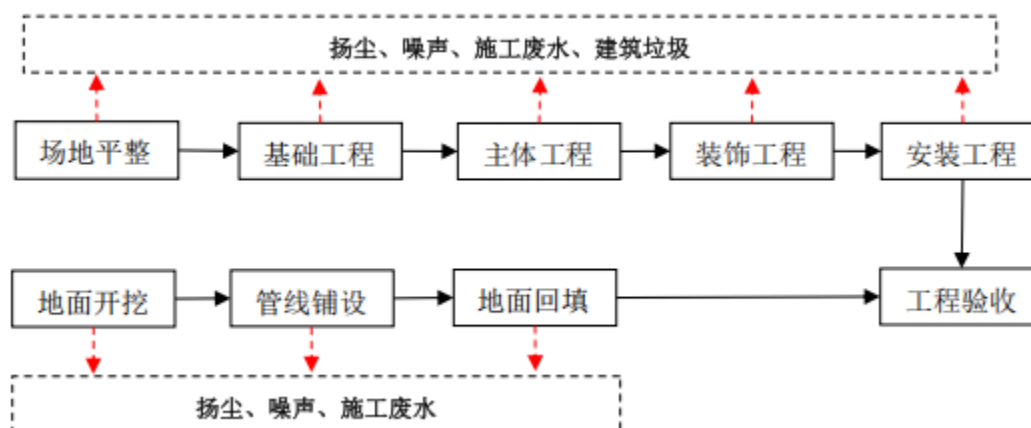 扬尘、噪声、施工废水、建筑垃圾
场地平整
基础工程
主体工程
装饰工程
安装工程
地面开挖
管线铺设
地面回填
工程验收
扬尘、噪声、施工废水